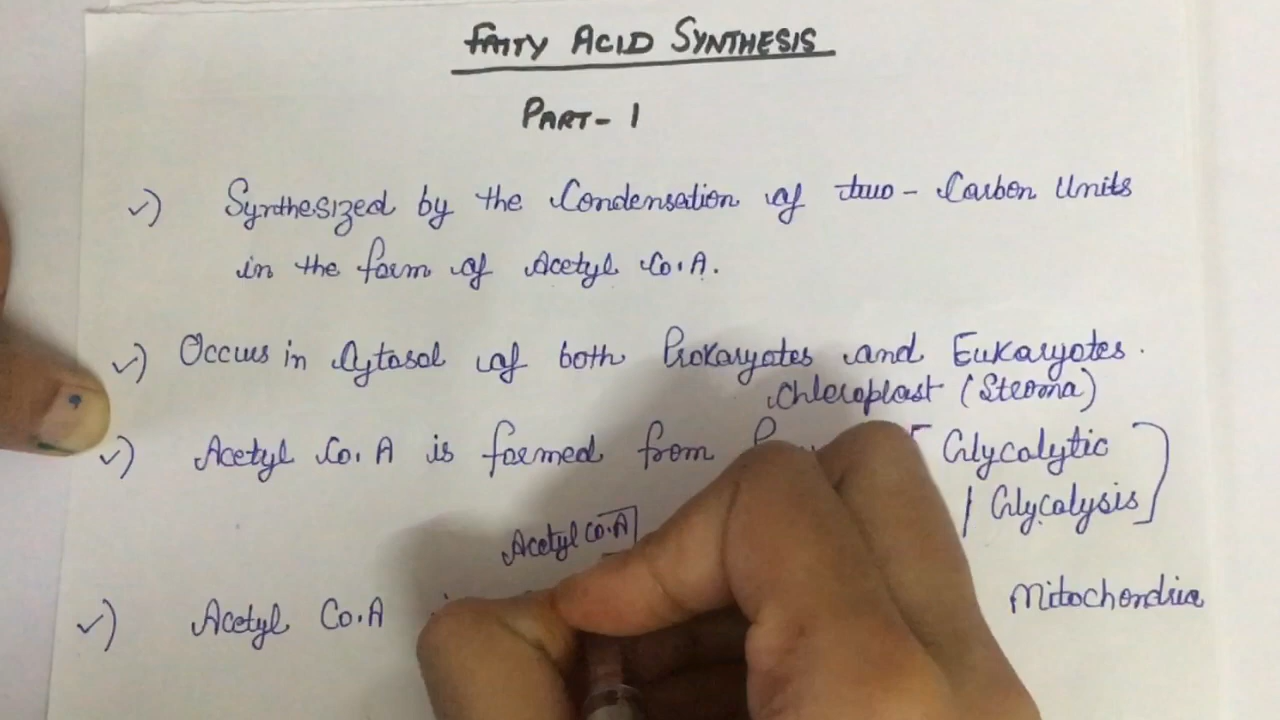 FATTY ACID SYNTHESIS
PART- 1
✓) Synthesized by the Condensation of two - Carbon Units
in the form of Acetyl Co.A.
✓) Occurs in Cytosol of both Prokaryotes and Eukaryotes.
Chloroplast (Stroma)
✓) Acetyl Co.A is formed from [ Glycolytic
/ Glycolysis ]
Acetyl Co.A
✓) Acetyl Co.A Mitochondria